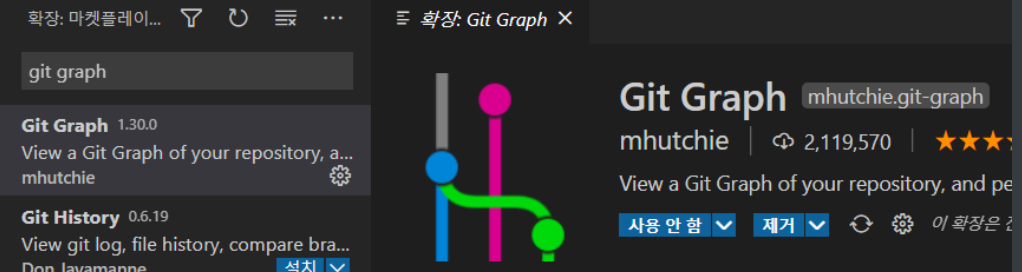 확장: 마켓플레이...
git graph
Git Graph 1.30.0
View a Git Graph of your repository, a...
mhutchie
Git History 0.6.19
View git log, file history, compare bra...
Don Jayamanne
설치
확장: Git Graph
Git Graph mhutchie.git-graph
mhutchie 2,119,570
View a Git Graph of your repository, and pe
사용 안 함 제거 이 확장은